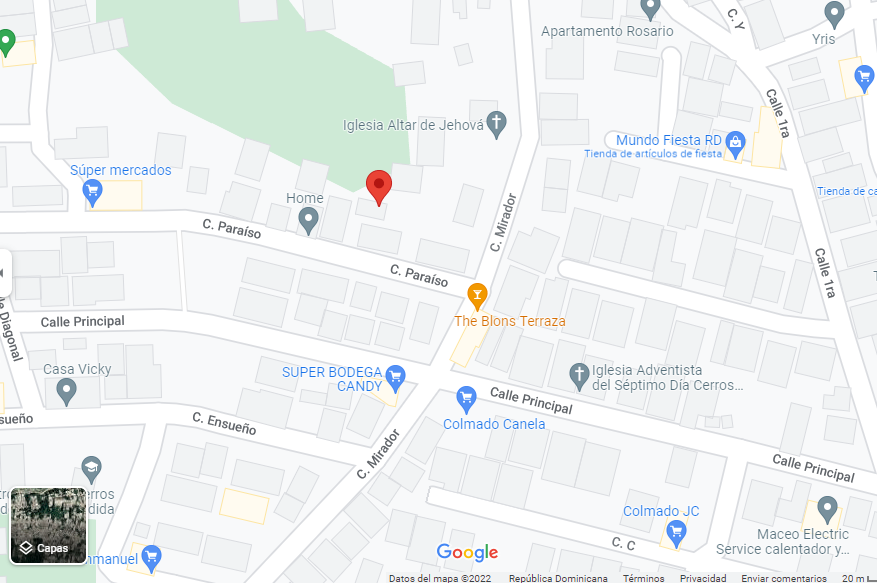 C. Y
Apartamento Rosario
Yris
Calle 1ra
Iglesia Altar de Jehová
Mundo Fiesta RD
Tienda de artículos de fiesta
Súper mercados
Tienda de
Home
C. Mirador
C. Paraíso
C. Paraíso
Calle 1ra
Calle Principal
The Blons Terraza
Diagonal
Casa Vicky
SUPER BODEGA
CANDY
Iglesia Adventista
del Séptimo Día Cerros...
Calle Principal
Colmado Canela
C. Ensueño
C. Mirador
Calle Principal
Colmado JC
Capas
Google
C. C
Maceo Electric
Service calentador y...
Datos del mapa ©2022 República Dominicana Términos Privacidad Enviar comentarios 20 m